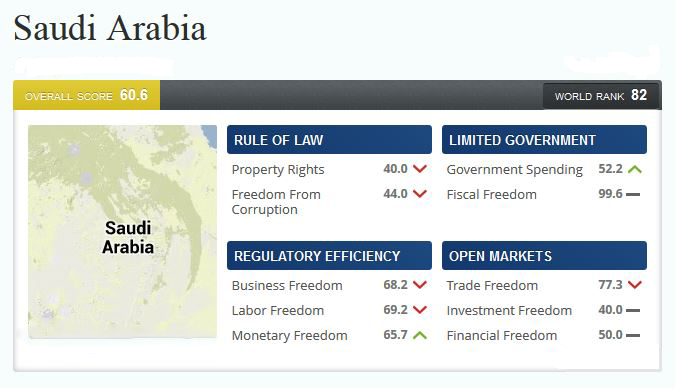 Saudi Arabia
OVERALL SCORE 60.6
WORLD RANK 82
Saudi
Arabia
RULE OF LAW
Property Rights 40.0
Freedom From 44.0
Corruption
LIMITED GOVERNMENT
Government Spending 52.2
Fiscal Freedom 99.6
REGULATORY EFFICIENCY
Business Freedom 68.2
Labor Freedom 69.2
Monetary Freedom 65.7
OPEN MARKETS
Trade Freedom 77.3
Investment Freedom 40.0
Financial Freedom 50.0